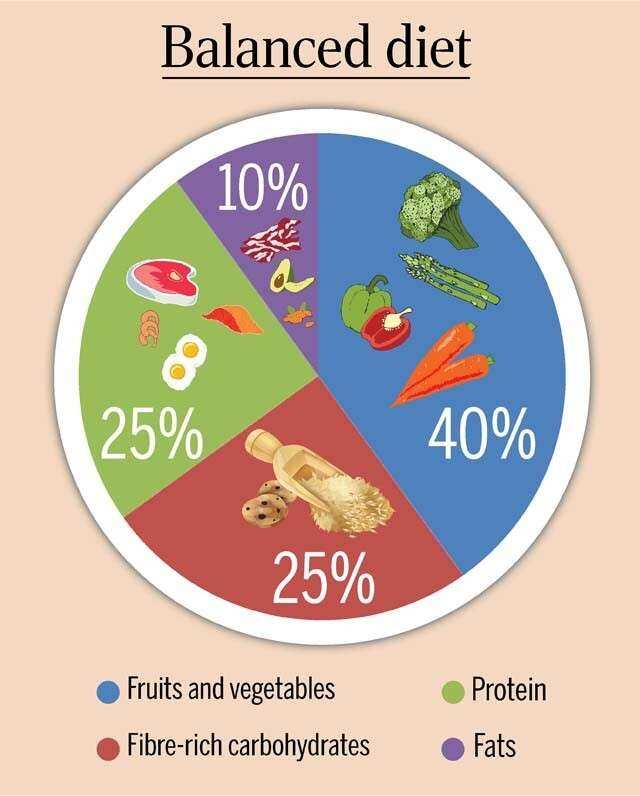 Balanced diet
10%
25%
40%
25%
Fruits and vegetables
Protein
Fibre-rich carbohydrates
Fats